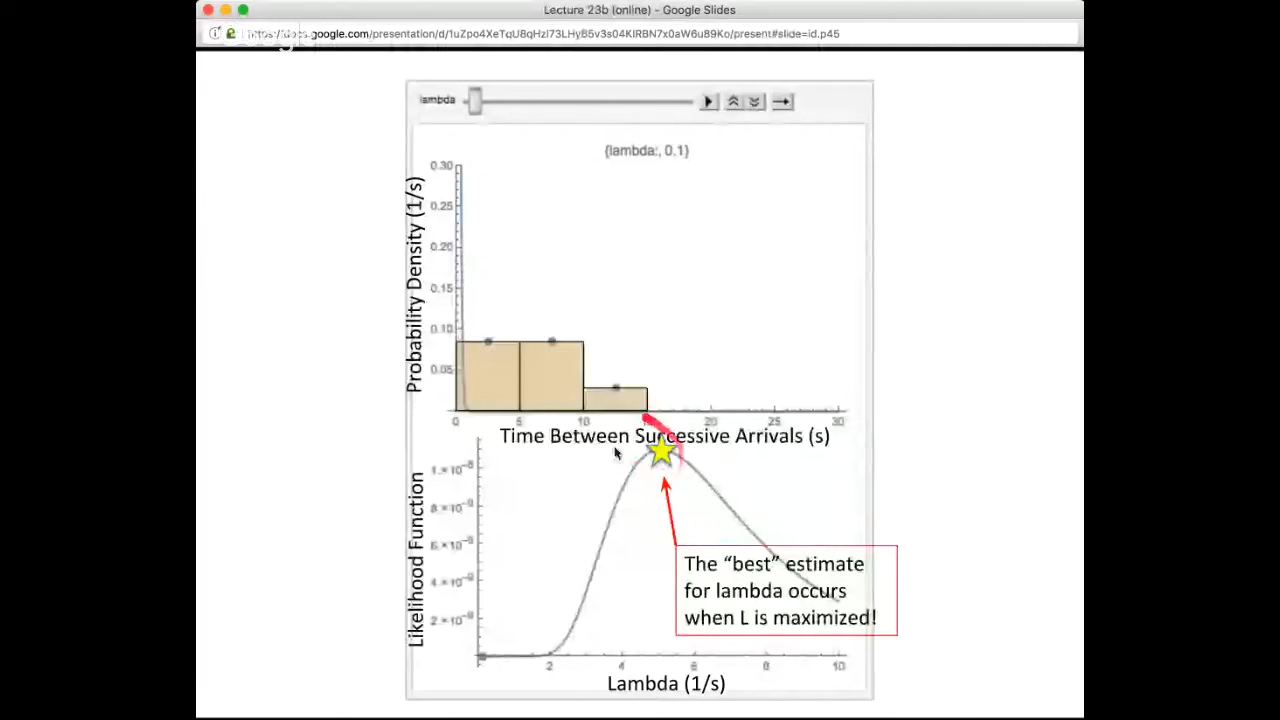 Lecture 23b (online) - Google Slides
https://docs.google.com/presentation/d/1uZpo4XeTqU8qHzl73LHyB5v3s04KIRBN7x0aW6u89Ko/present#slide=id.p45
lambda
{lambda:, 0.1}
0.30
0.25
0.20
0.15
0.10
0.05
Probability Density (1/s)
0 5 10 15 20 25 30
Time Between Successive Arrivals (s)
Likelihood Function
2 4 6 8 10
Lambda (1/s)
The “best” estimate
for lambda occurs
when L is maximized!